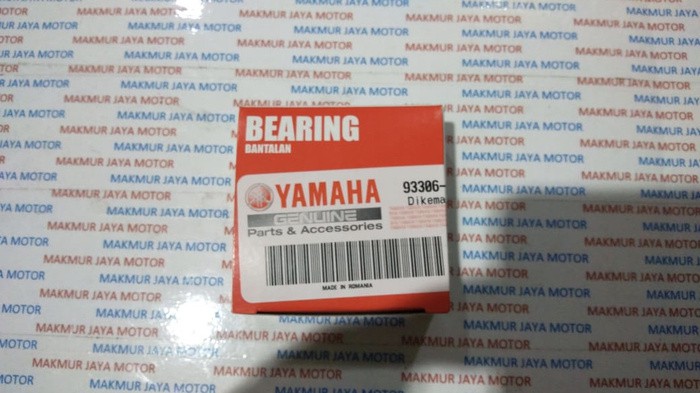 BEARING
BANTALAN
YAMAHA
GENUINE
Parts & Accessories
93306-
Dikema
MADE IN ROMANIA
MAKMUR JAYA MOTOR